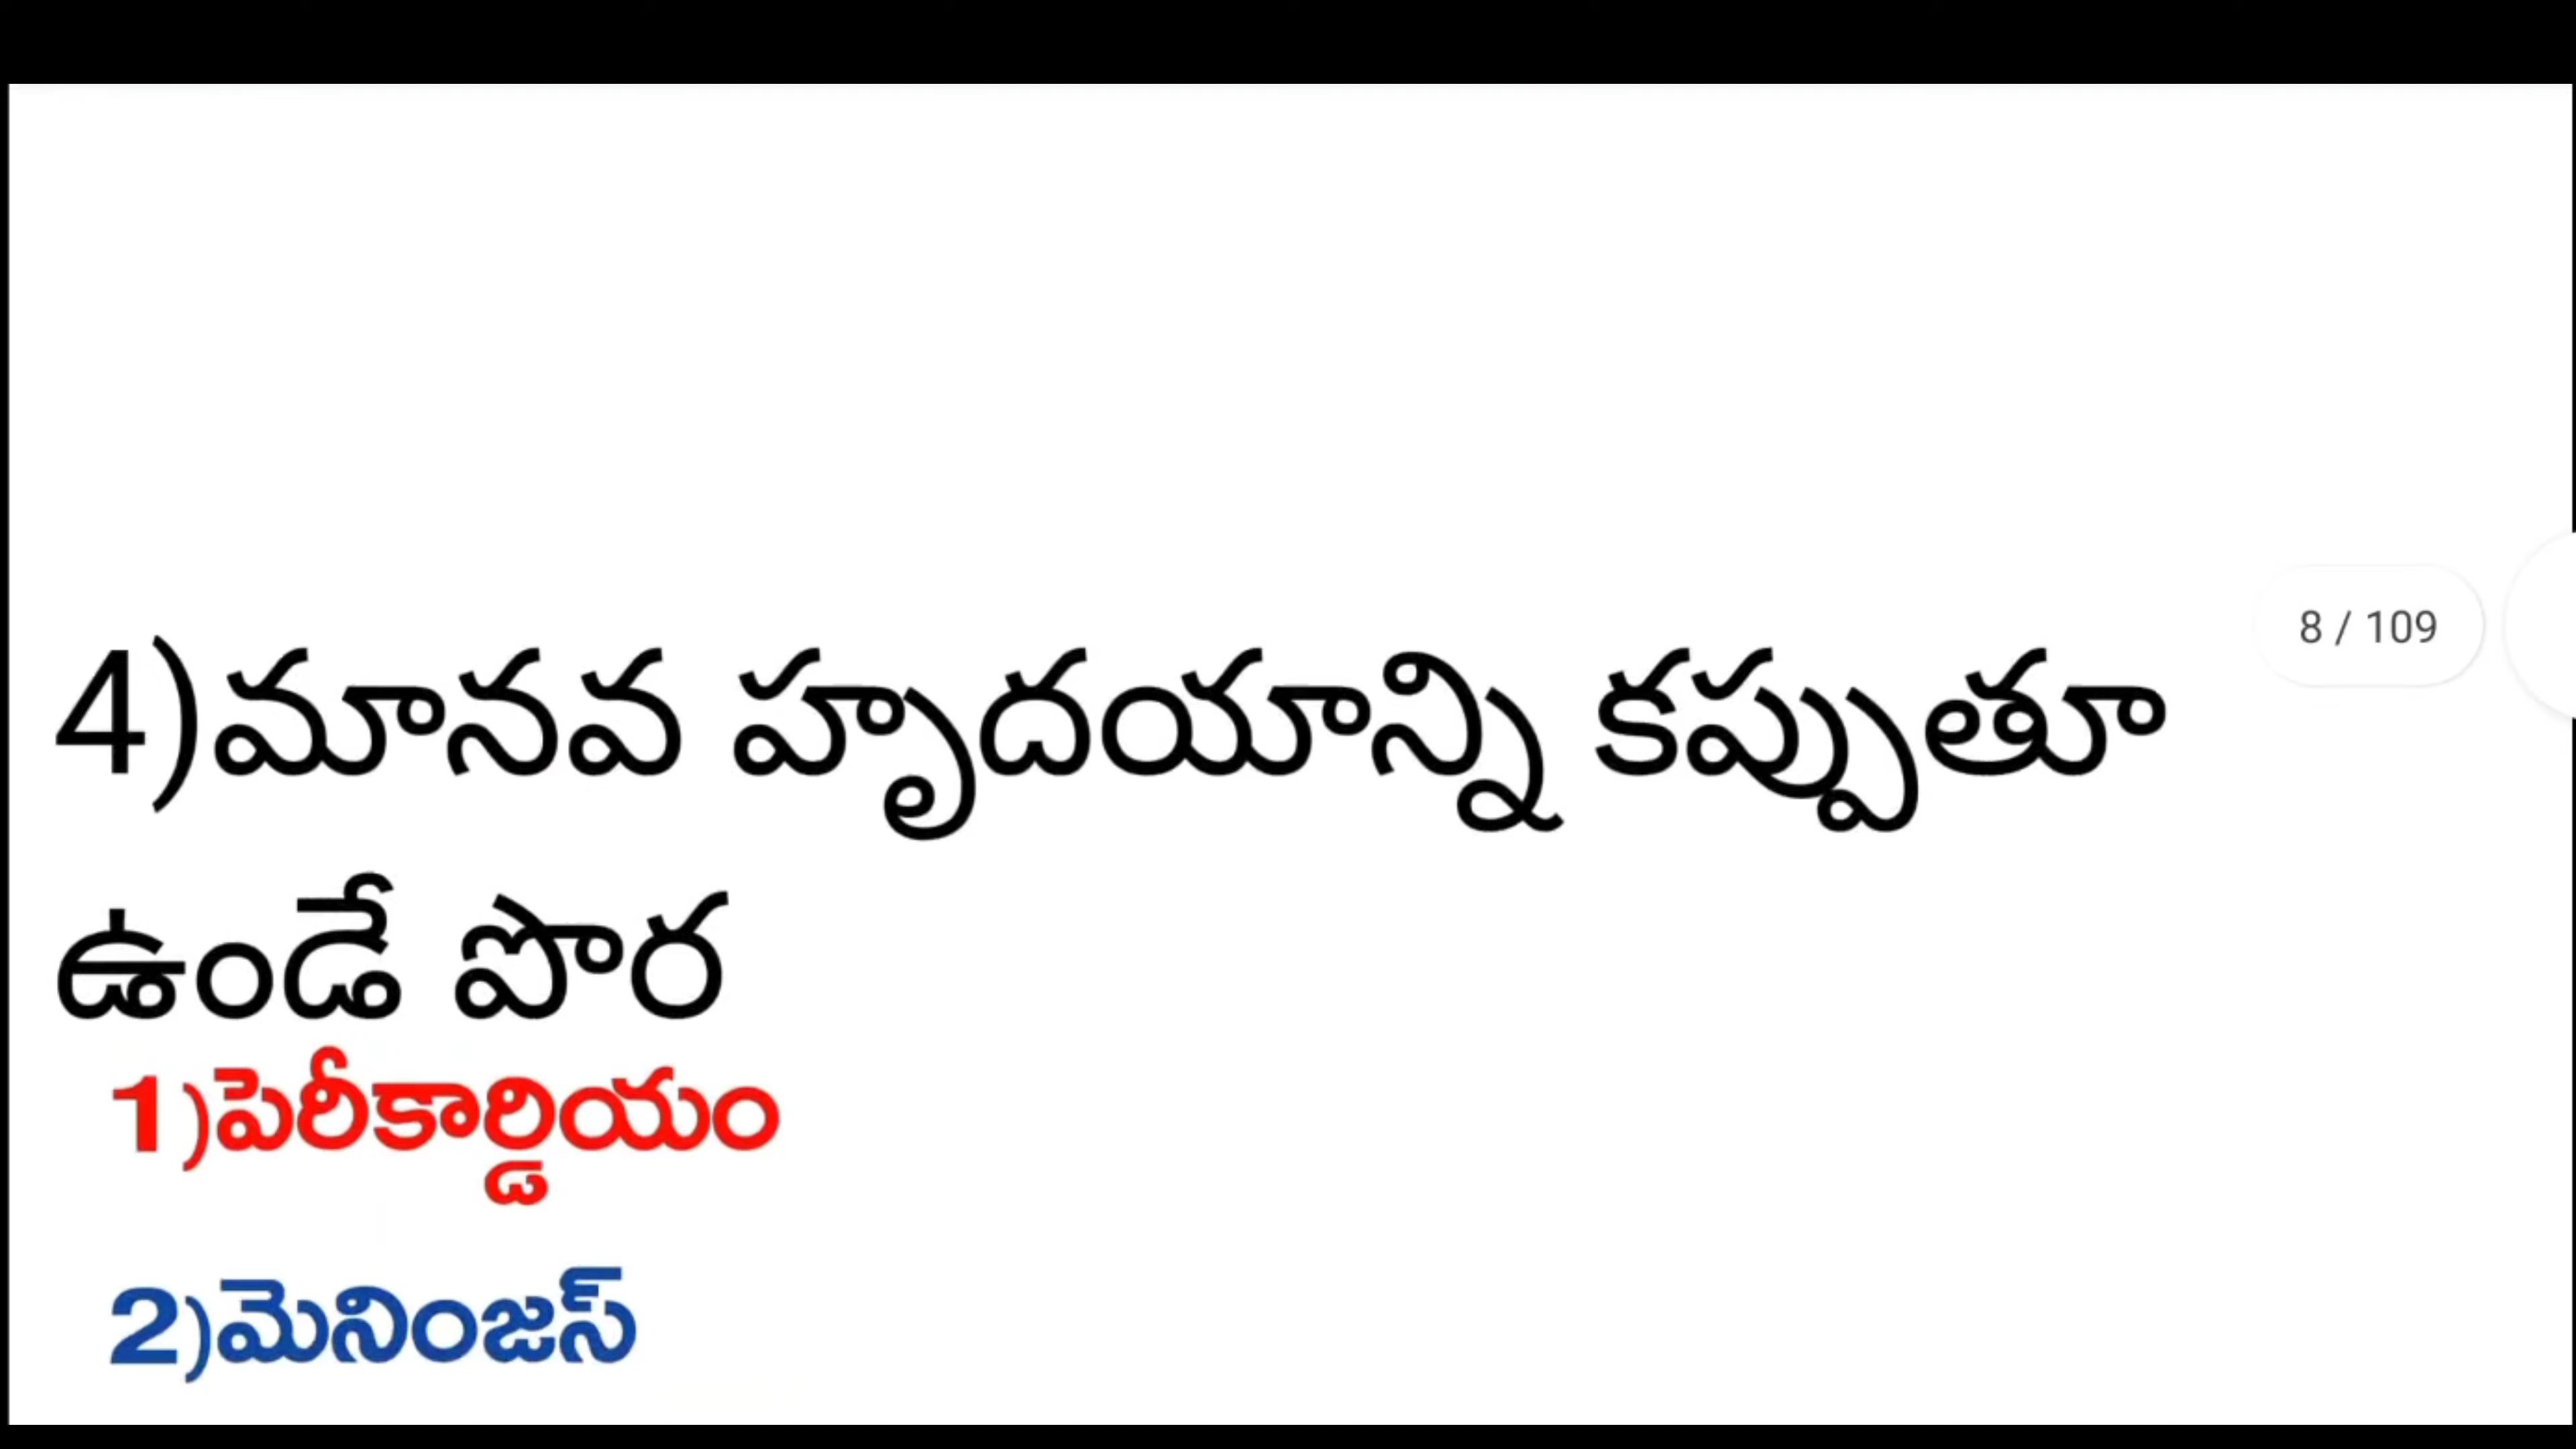 8 / 109
4)మానవ హృదయాన్ని కప్పుతూ
ఉండే పొర
1)పెరీకార్డియం
2)మెనింజస్